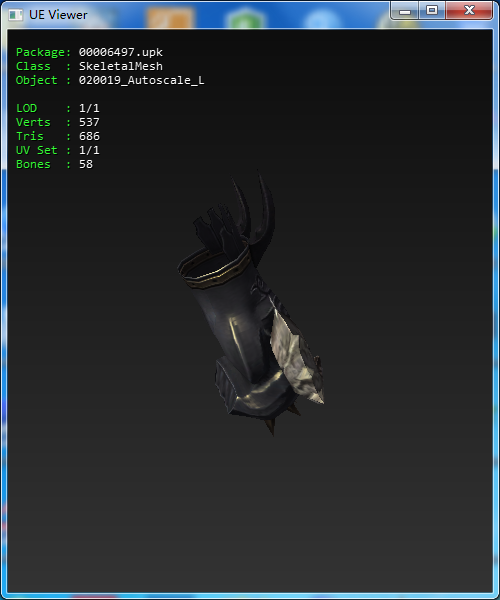 UE Viewer
Package: 00006497.upk
Class : SkeletalMesh
Object : 020019_Autoscale_L
LOD : 1/1
Verts : 537
Tris : 686
UV Set : 1/1
Bones : 58